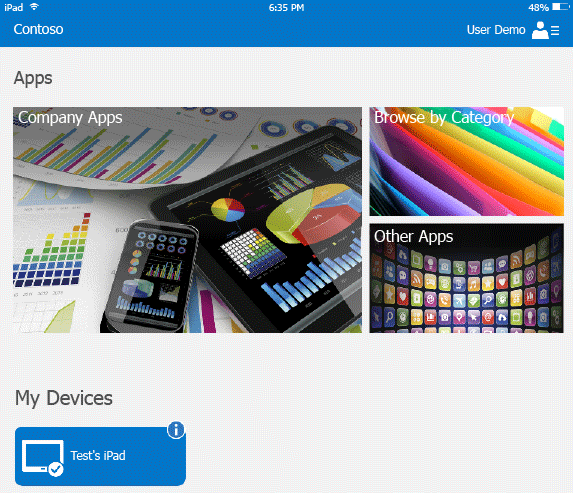 iPad 6:35 PM 48%
Contoso User Demo
Apps
Company Apps
Browse by Category
Other Apps
My Devices
Test's iPad